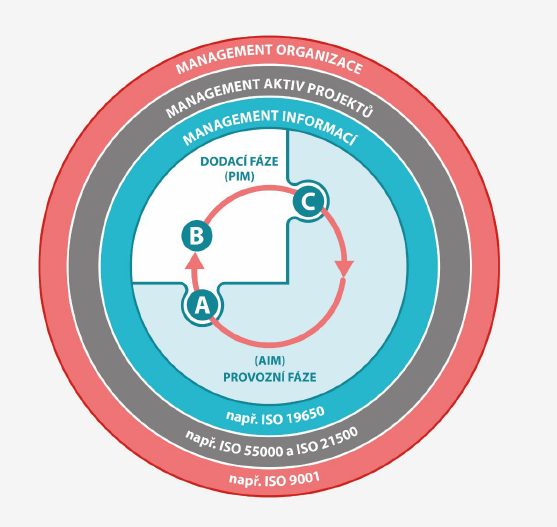 MANAGEMENT ORGANIZACE
MANAGEMENT AKTIV PROJEKTŮ
MANAGEMENT INFORMACÍ
DODACÍ FÁZE
(PIM)
C
B
A
(AIM)
PROVOZNÍ FÁZE
např. ISO 19650
např. ISO 55000 a ISO 21500
např. ISO 9001